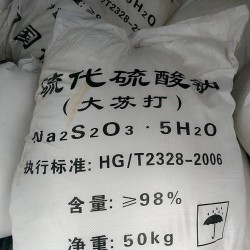 硫代硫酸钠
(大苏打)
Na2S2O3 · 5H2O
执行标准: HG/T2328-2006
含量: ≥98%
净重: 50kg